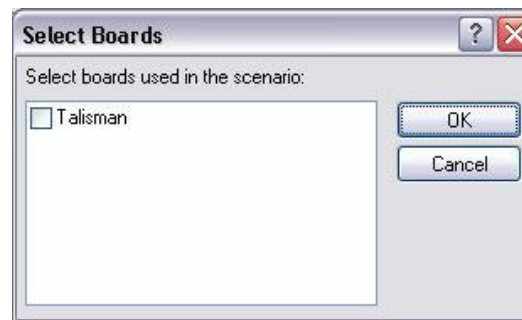 Select Boards
?
Select boards used in the scenario:
Talisman
OK
Cancel